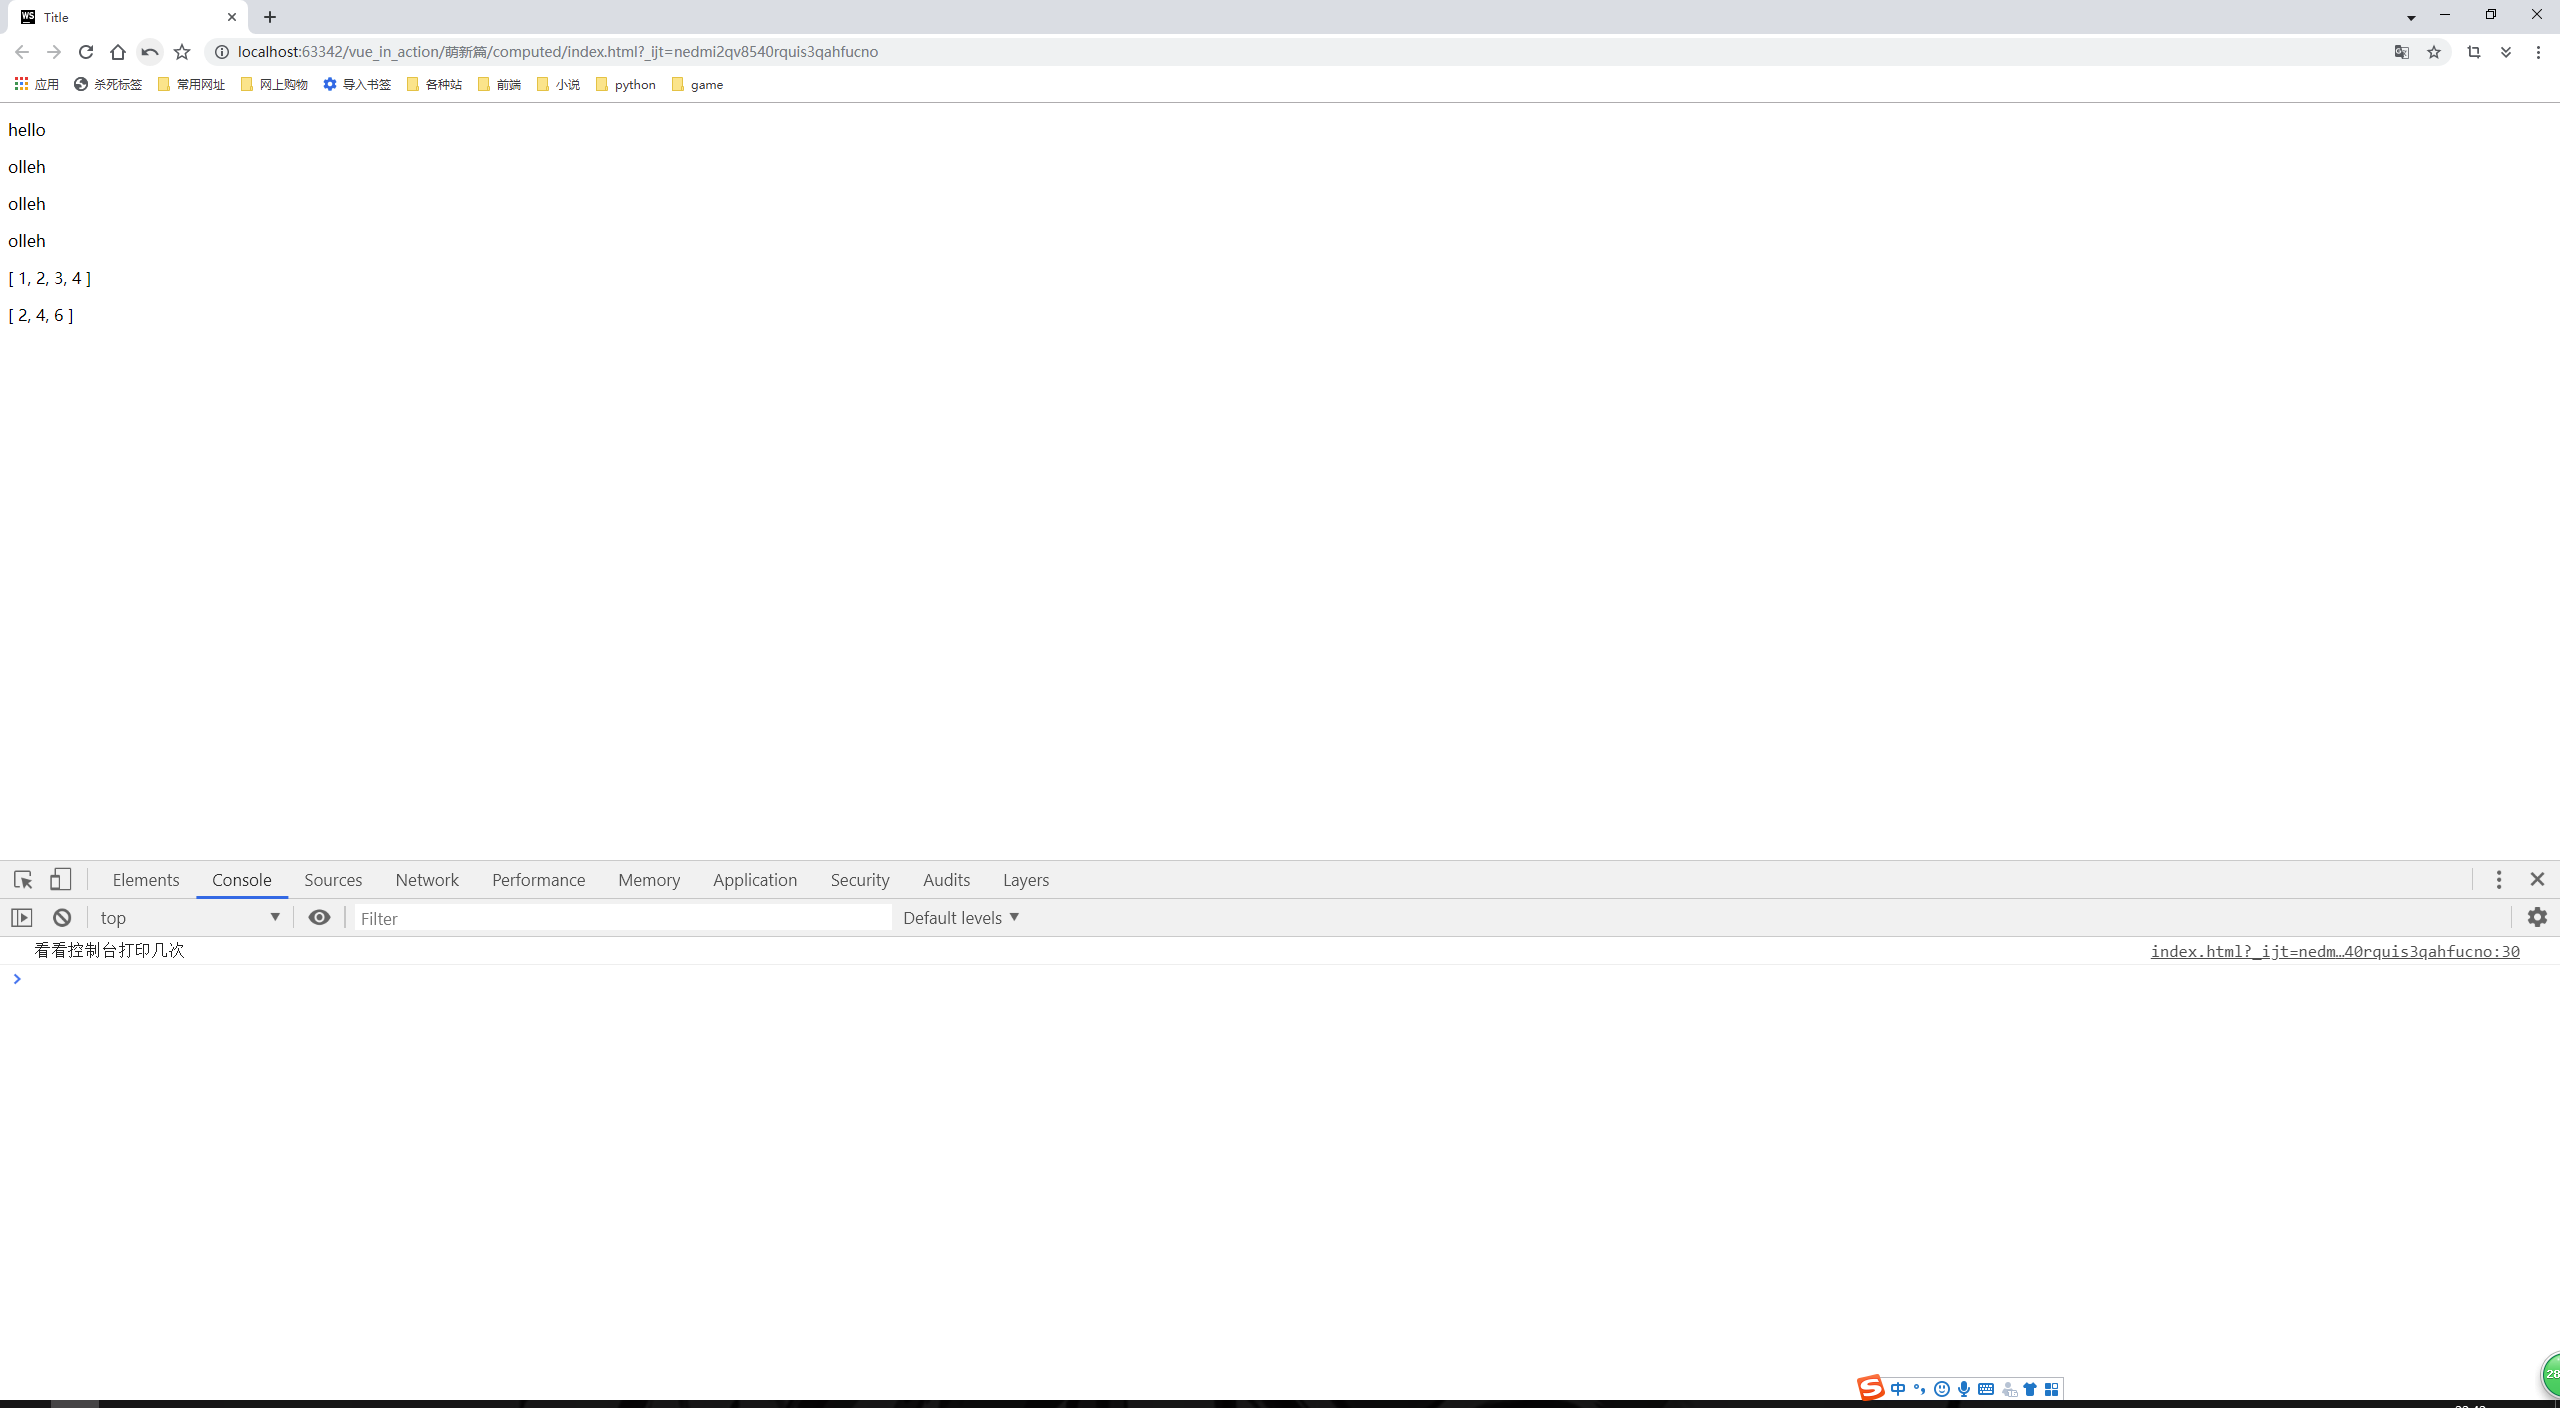 WS Title
localhost:63342/vue_in_action/萌新篇/computed/index.html?_ijt=nedmi2qv8540rquis3qahfucno
应用 杀死标签 常用网址 网上购物 导入书签 各种站 前端 小说 python game
hello
olleh
olleh
olleh
[ 1, 2, 3, 4 ]
[ 2, 4, 6 ]
Elements Console Sources Network Performance Memory Application Security Audits Layers
top Filter Default levels
看看控制台打印几次 index.html?_ijt=nedm…40rquis3qahfucno:30
中
28